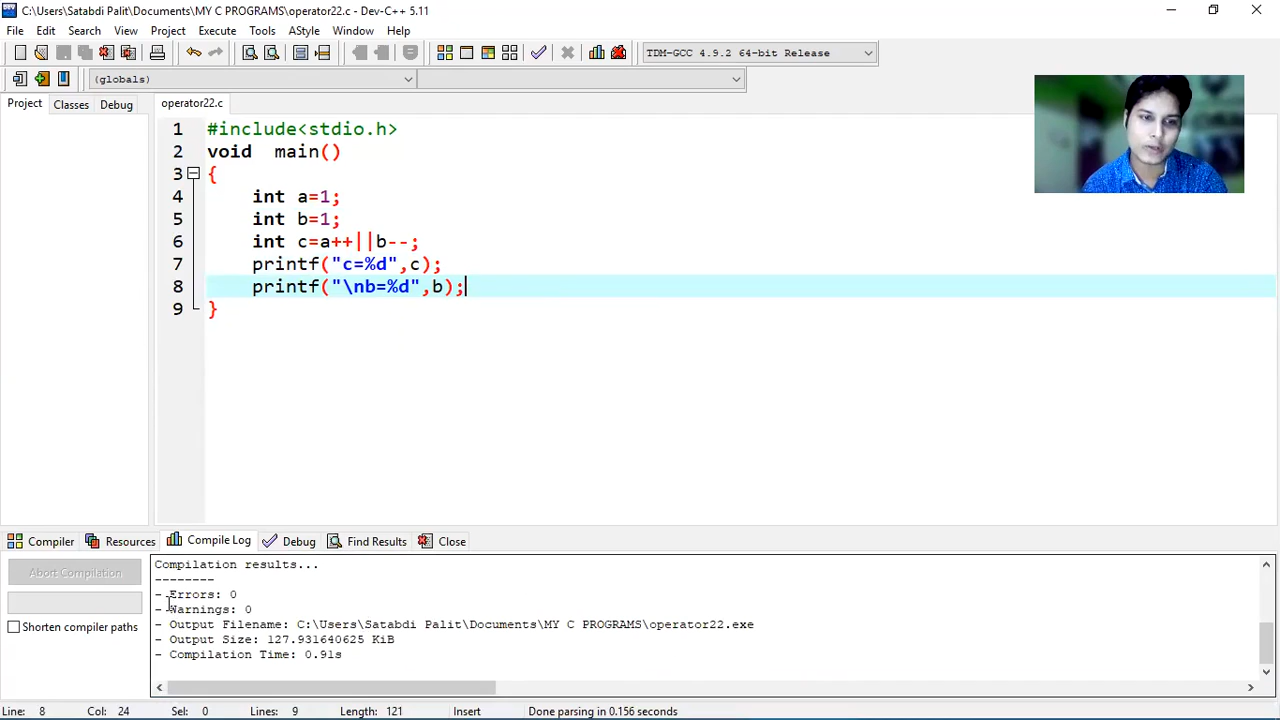 C:\Users\Satabdi Palit\Documents\MY C PROGRAMS\operator22.c - Dev-C++ 5.11
File Edit Search View Project Execute Tools AStyle Window Help
TDM-GCC 4.9.2 64-bit Release
(globals)
Project Classes Debug operator22.c
1 #include<stdio.h>
2 void  main()
3 {
4 int a=1;
5 int b=1;
6 int c=a++||b--;
7 printf("c=%d",c);
8 printf("\nb=%d",b);
9 }
Compiler Resources Compile Log Debug Find Results Close
Abort Compilation
Shorten compiler paths
Compilation results...
--------
- Errors: 0
- Warnings: 0
- Output Filename: C:\Users\Satabdi Palit\Documents\MY C PROGRAMS\operator22.exe
- Output Size: 127.931640625 KiB
- Compilation Time: 0.91s
Line: 8 Col: 24 Sel: 0 Lines: 9 Length: 121 Insert Done parsing in 0.156 seconds